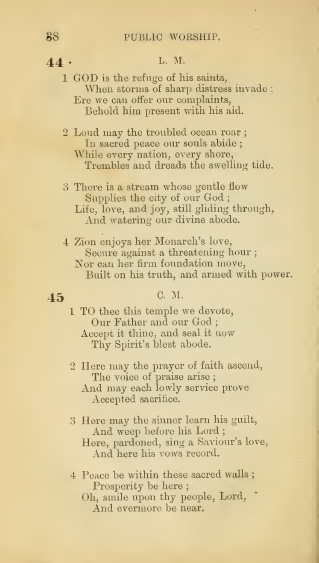 38 PUBLIC WORSHIP.
44 · L. M.
1 GOD is the refuge of his saints,
When storms of sharp distress invade :
Ere we can offer our complaints,
Behold him present with his aid.
2 Loud may the troubled ocean roar ;
In sacred peace our souls abide ;
While every nation, every shore,
Trembles and dreads the swelling tide.
3 There is a stream whose gentle flow
Supplies the city of our God ;
Life, love, and joy, still gliding through,
And watering our divine abode.
4 Zion enjoys her Monarch's love,
Secure against a threatening hour ;
Nor can her firm foundation move,
Built on his truth, and armed with power.
45 C. M.
1 TO thee this temple we devote,
Our Father and our God ;
Accept it thine, and seal it now
Thy Spirit's blest abode.
2 Here may the prayer of faith ascend,
The voice of praise arise ;
And may each lowly service prove
Accepted sacrifice.
3 Here may the sinner learn his guilt,
And weep before his Lord ;
Here, pardoned, sing a Saviour's love,
And here his vows record.
4 Peace be within these sacred walls ;
Prosperity be here ;
Oh, smile upon thy people, Lord,
And evermore be near.